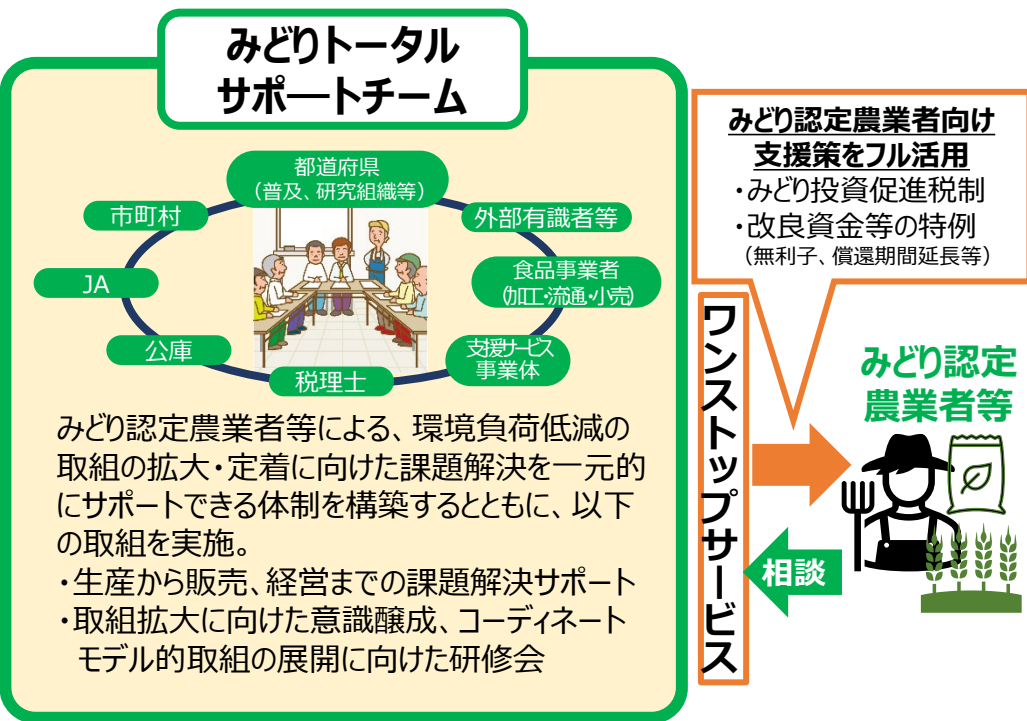 みどりトータル
サポートチーム
都道府県
（普及、研究組織等）
市町村
外部有識者等
JA
食品事業者
（加工・流通・小売）
公庫
支援サービス
事業体
税理士
みどり認定農業者等による、環境負荷低減の
取組の拡大・定着に向けた課題解決を一元的
にサポートできる体制を構築するとともに、以下
の取組を実施。
・生産から販売、経営までの課題解決サポート
・取組拡大に向けた意識醸成、コーディネート
モデル的取組の展開に向けた研修会
みどり認定農業者向け
支援策をフル活用
・みどり投資促進税制
・改良資金等の特例
（無利子、償還期間延長等）
ワンストップサービス
みどり認定
農業者等
相談